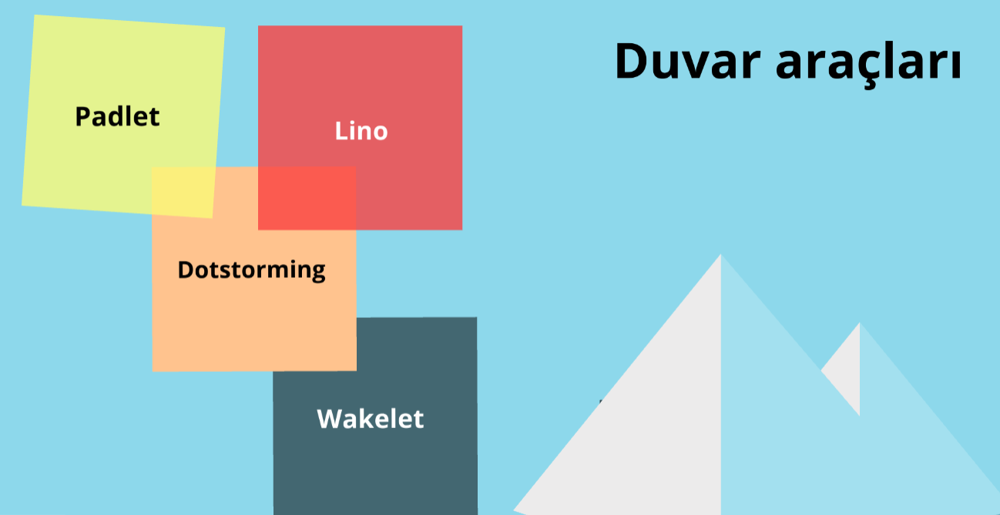 Duvar araçları
Padlet
Lino
Dotstorming
Wakelet